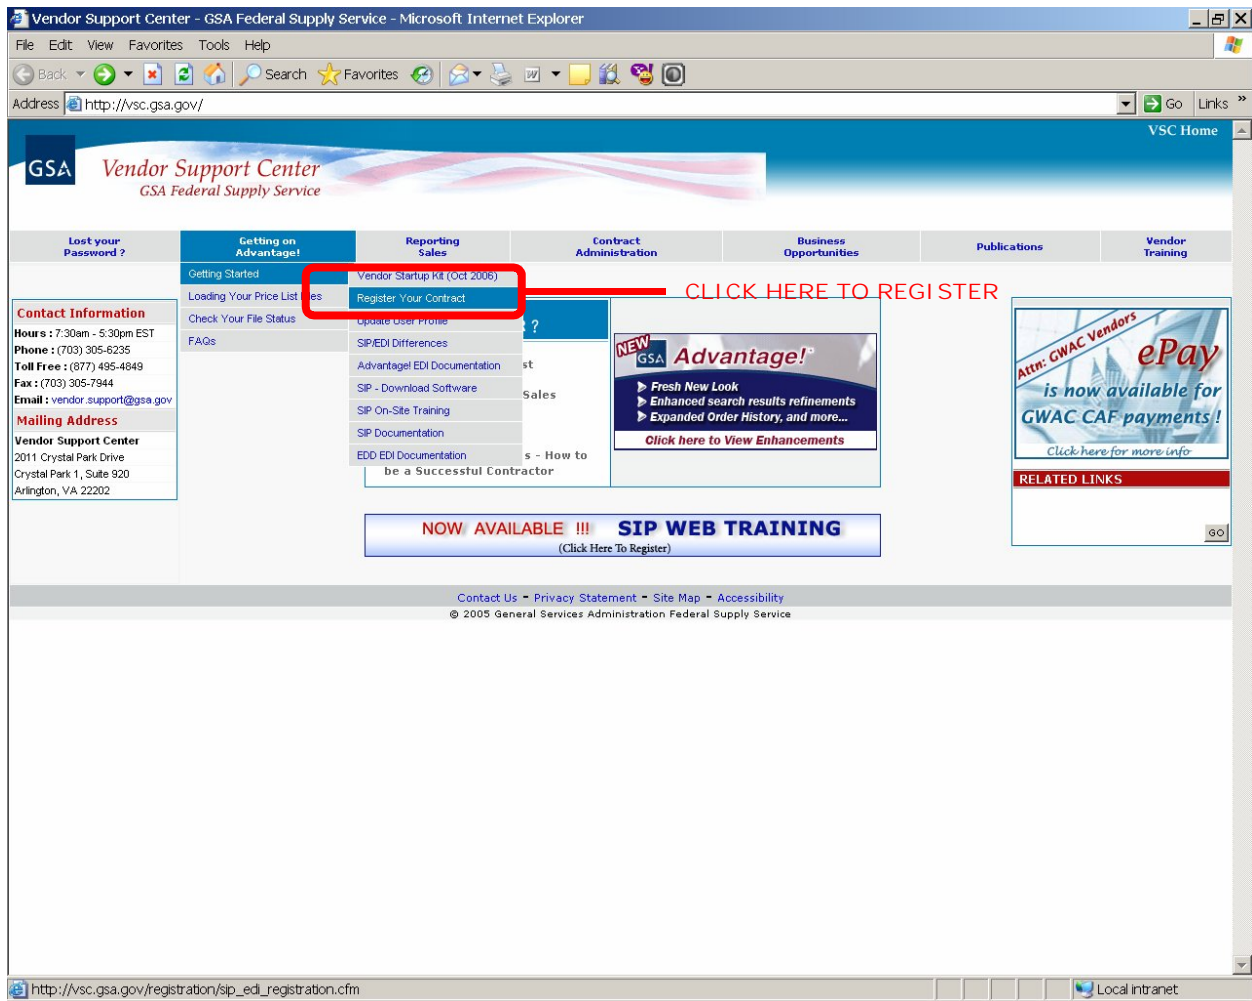 Vendor Support Center - GSA Federal Supply Service - Microsoft Internet Explorer
File Edit View Favorites Tools Help
Back Search Favorites
Address http://vsc.gsa.gov/ Go Links »
VSC Home
GSA Vendor Support Center
GSA Federal Supply Service
Lost your Password ?
Getting on Advantage!
Reporting Sales
Contract Administration
Business Opportunities
Publications
Vendor Training
Getting Started
Loading Your Price List Files
Check Your File Status
FAQs
Vendor Startup Kit (Oct 2006)
Register Your Contract
Update User Profile
SIP/EDI Differences
Advantage! EDI Documentation
SIP - Download Software
SIP On-Site Training
SIP Documentation
EDD EDI Documentation
CLICK HERE TO REGISTER
Contact Information
Hours : 7:30am - 5:30pm EST
Phone : (703) 305-6235
Toll Free : (877) 495-4849
Fax : (703) 305-7944
Email : vendor.support@gsa.gov
Mailing Address
Vendor Support Center
2011 Crystal Park Drive
Crystal Park 1, Suite 920
Arlington, VA 22202
?
st
Sales
s - How to
be a Successful Contractor
NEW GSA Advantage!
Fresh New Look
Enhanced search results refinements
Expanded Order History, and more...
Click here to View Enhancements
Attn: GWAC Vendors
ePay
is now available for
GWAC CAF payments !
Click here for more info
RELATED LINKS
GO
NOW AVAILABLE !!! SIP WEB TRAINING
(Click Here To Register)
Contact Us - Privacy Statement - Site Map - Accessibility
© 2005 General Services Administration Federal Supply Service
http://vsc.gsa.gov/registration/sip_edi_registration.cfm
Local intranet